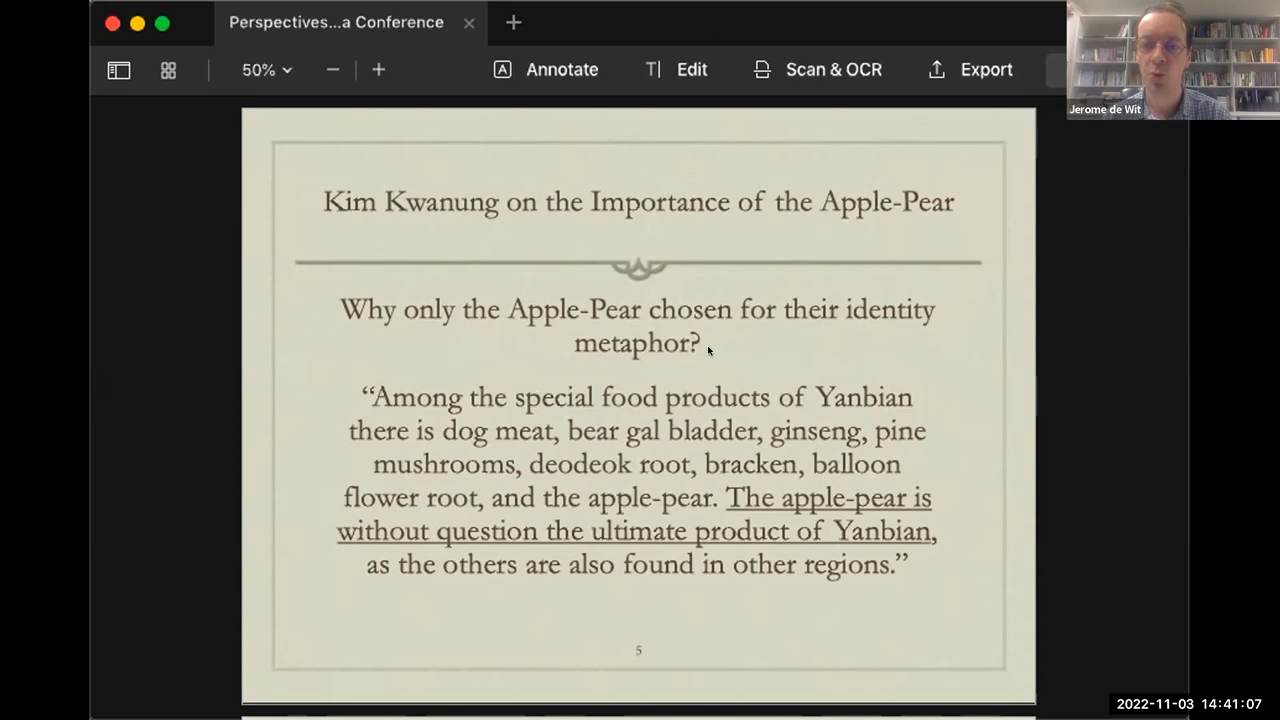 Perspectives...a Conference
50%
Annotate
Edit
Scan & OCR
Export
Jerome de Wit
Kim Kwanung on the Importance of the Apple-Pear
Why only the Apple-Pear chosen for their identity
metaphor?
“Among the special food products of Yanbian
there is dog meat, bear gal bladder, ginseng, pine
mushrooms, deodeok root, bracken, balloon
flower root, and the apple-pear. The apple-pear is
without question the ultimate product of Yanbian,
as the others are also found in other regions.”
5
2022-11-03 14:41:07